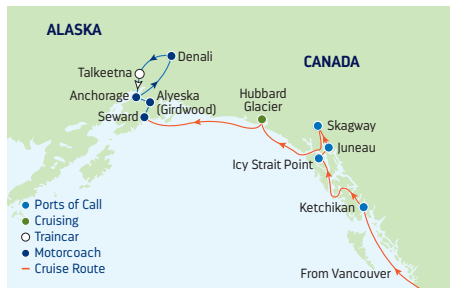 ALASKA
Denali
CANADA
Talkeetna
Anchorage
Alyeska
(Girdwood)
Seward
Hubbard
Glacier
Skagway
Juneau
Icy Strait Point
Ketchikan
From Vancouver
Ports of Call
Cruising
Traincar
Motorcoach
Cruise Route